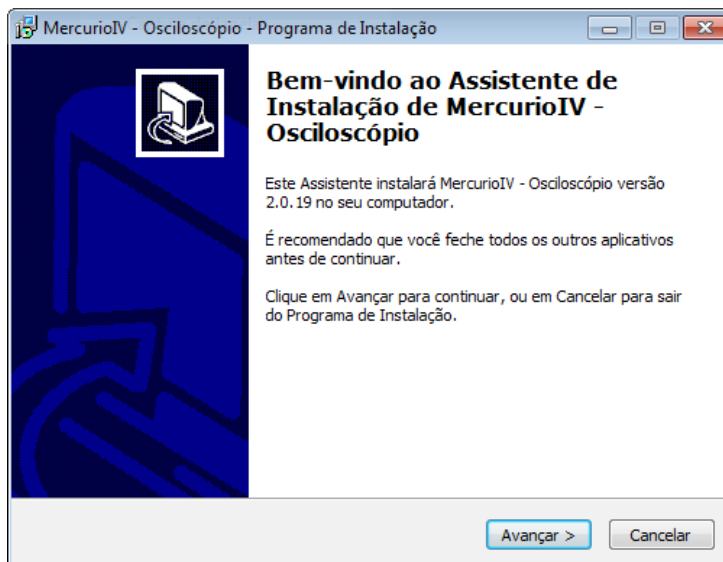 MercurioIV - Osciloscópio - Programa de Instalação
Bem-vindo ao Assistente de
Instalação de MercurioIV -
Osciloscópio
Este Assistente instalará MercurioIV - Osciloscópio versão
2.0.19 no seu computador.
É recomendado que você feche todos os outros aplicativos
antes de continuar.
Clique em Avançar para continuar, ou em Cancelar para sair
do Programa de Instalação.
Avançar >
Cancelar